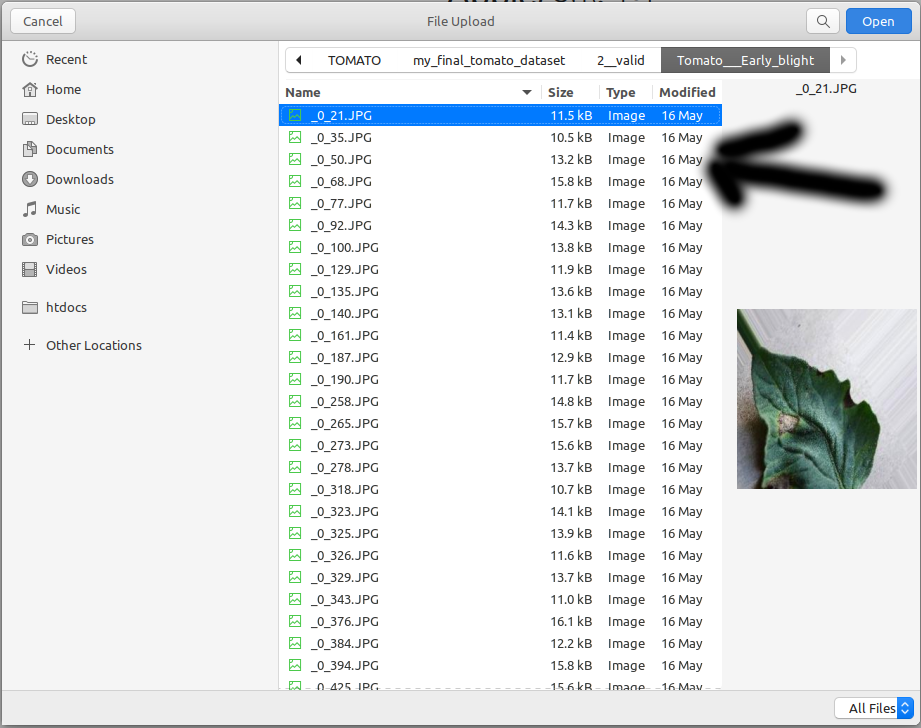 Cancel File Upload Open
Recent
Home
Desktop
Documents
Downloads
Music
Pictures
Videos
htdocs
Other Locations
TOMATO my_final_tomato_dataset 2__valid Tomato___Early_blight
Name Size Type Modified
_0_21.JPG 11.5 kB Image 16 May
_0_35.JPG 10.5 kB Image 16 May
_0_50.JPG 13.2 kB Image 16 May
_0_68.JPG 15.8 kB Image 16 May
_0_77.JPG 11.7 kB Image 16 May
_0_92.JPG 14.3 kB Image 16 May
_0_100.JPG 13.8 kB Image 16 May
_0_129.JPG 11.9 kB Image 16 May
_0_135.JPG 13.6 kB Image 16 May
_0_140.JPG 13.1 kB Image 16 May
_0_161.JPG 11.4 kB Image 16 May
_0_187.JPG 12.9 kB Image 16 May
_0_190.JPG 11.7 kB Image 16 May
_0_258.JPG 14.8 kB Image 16 May
_0_265.JPG 15.7 kB Image 16 May
_0_273.JPG 15.6 kB Image 16 May
_0_278.JPG 13.7 kB Image 16 May
_0_318.JPG 10.7 kB Image 16 May
_0_323.JPG 14.1 kB Image 16 May
_0_325.JPG 13.9 kB Image 16 May
_0_326.JPG 11.6 kB Image 16 May
_0_329.JPG 13.7 kB Image 16 May
_0_343.JPG 11.0 kB Image 16 May
_0_376.JPG 16.1 kB Image 16 May
_0_384.JPG 12.2 kB Image 16 May
_0_394.JPG 15.8 kB Image 16 May
_0_425.JPG 15.6 kB Image 16 May
_0_21.JPG
All Files